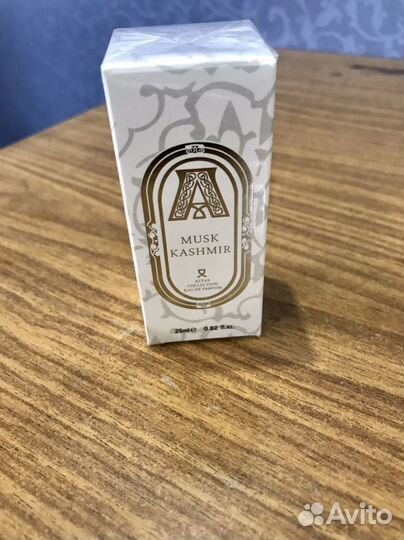 A
MUSK
KASHMIR
ATTAR
COLLECTION
EAU DE PARFUM
25ml℮ 0.82 fl.oz.
Avito